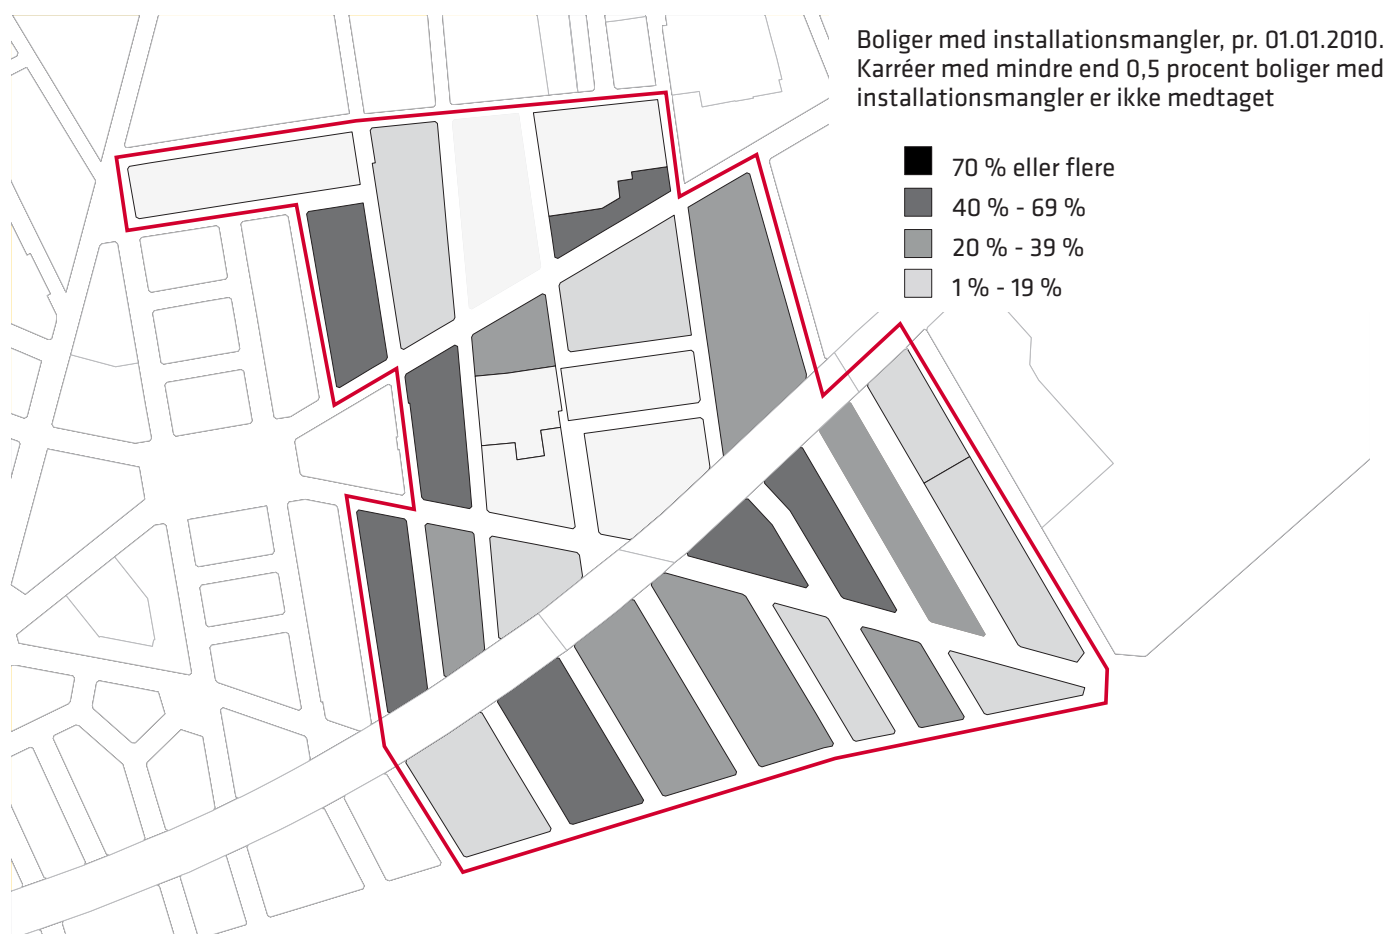 Boliger med installationsmangler, pr. 01.01.2010.
Karréer med mindre end 0,5 procent boliger med
installationsmangler er ikke medtaget
70 % eller flere
40 % - 69 %
20 % - 39 %
1 % - 19 %